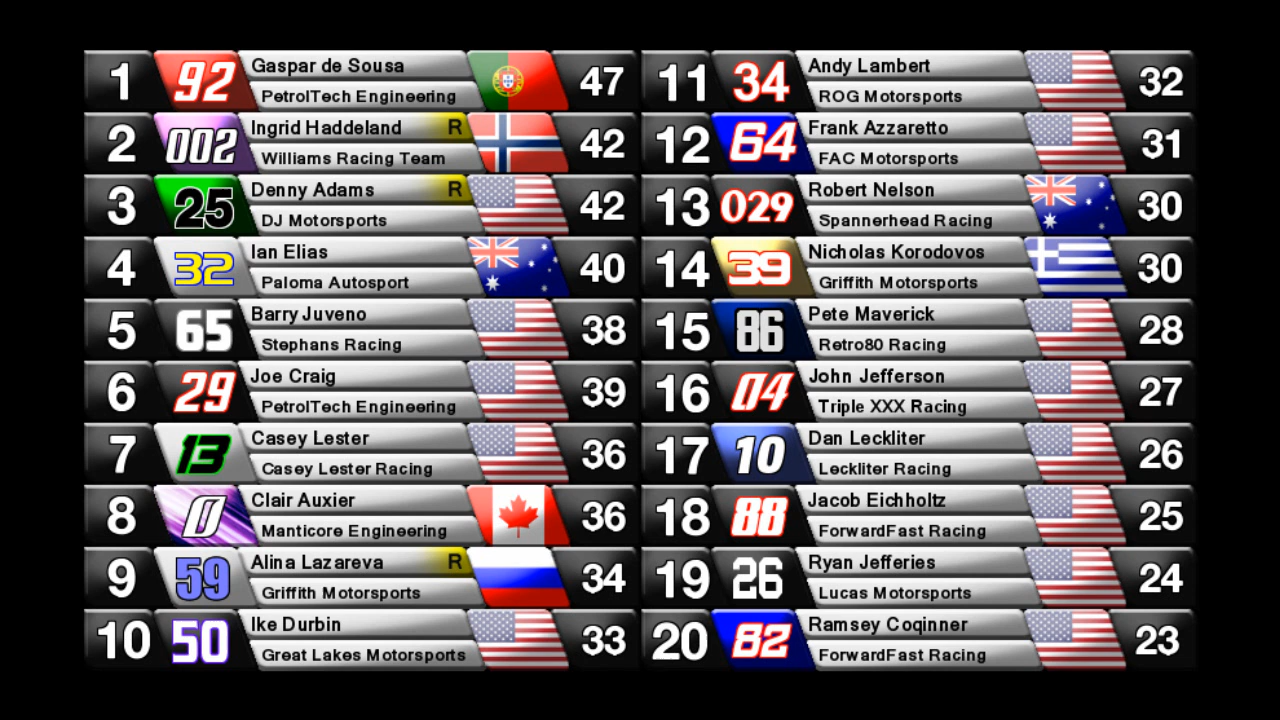 1 92 Gaspar de Sousa 47
PetrolTech Engineering
2 002 Ingrid Haddeland R 42
Williams Racing Team
3 25 Denny Adams R 42
DJ Motorsports
4 32 Ian Elias 40
Paloma Autosport
5 65 Barry Juveno 38
Stephans Racing
6 29 Joe Craig 39
PetrolTech Engineering
7 13 Casey Lester 36
Casey Lester Racing
8 0 Clair Auxier 36
Manticore Engineering
9 59 Alina Lazareva R 34
Griffith Motorsports
10 50 Ike Durbin 33
Great Lakes Motorsports
11 34 Andy Lambert 32
ROG Motorsports
12 64 Frank Azzaretto 31
FAC Motorsports
13 029 Robert Nelson 30
Spannerhead Racing
14 39 Nicholas Korodovos 30
Griffith Motorsports
15 86 Pete Maverick 28
Retro80 Racing
16 04 John Jefferson 27
Triple XXX Racing
17 10 Dan Leckliter 26
Leckliter Racing
18 88 Jacob Eichholtz 25
ForwardFast Racing
19 26 Ryan Jefferies 24
Lucas Motorsports
20 82 Ramsey Coqinner 23
ForwardFast Racing